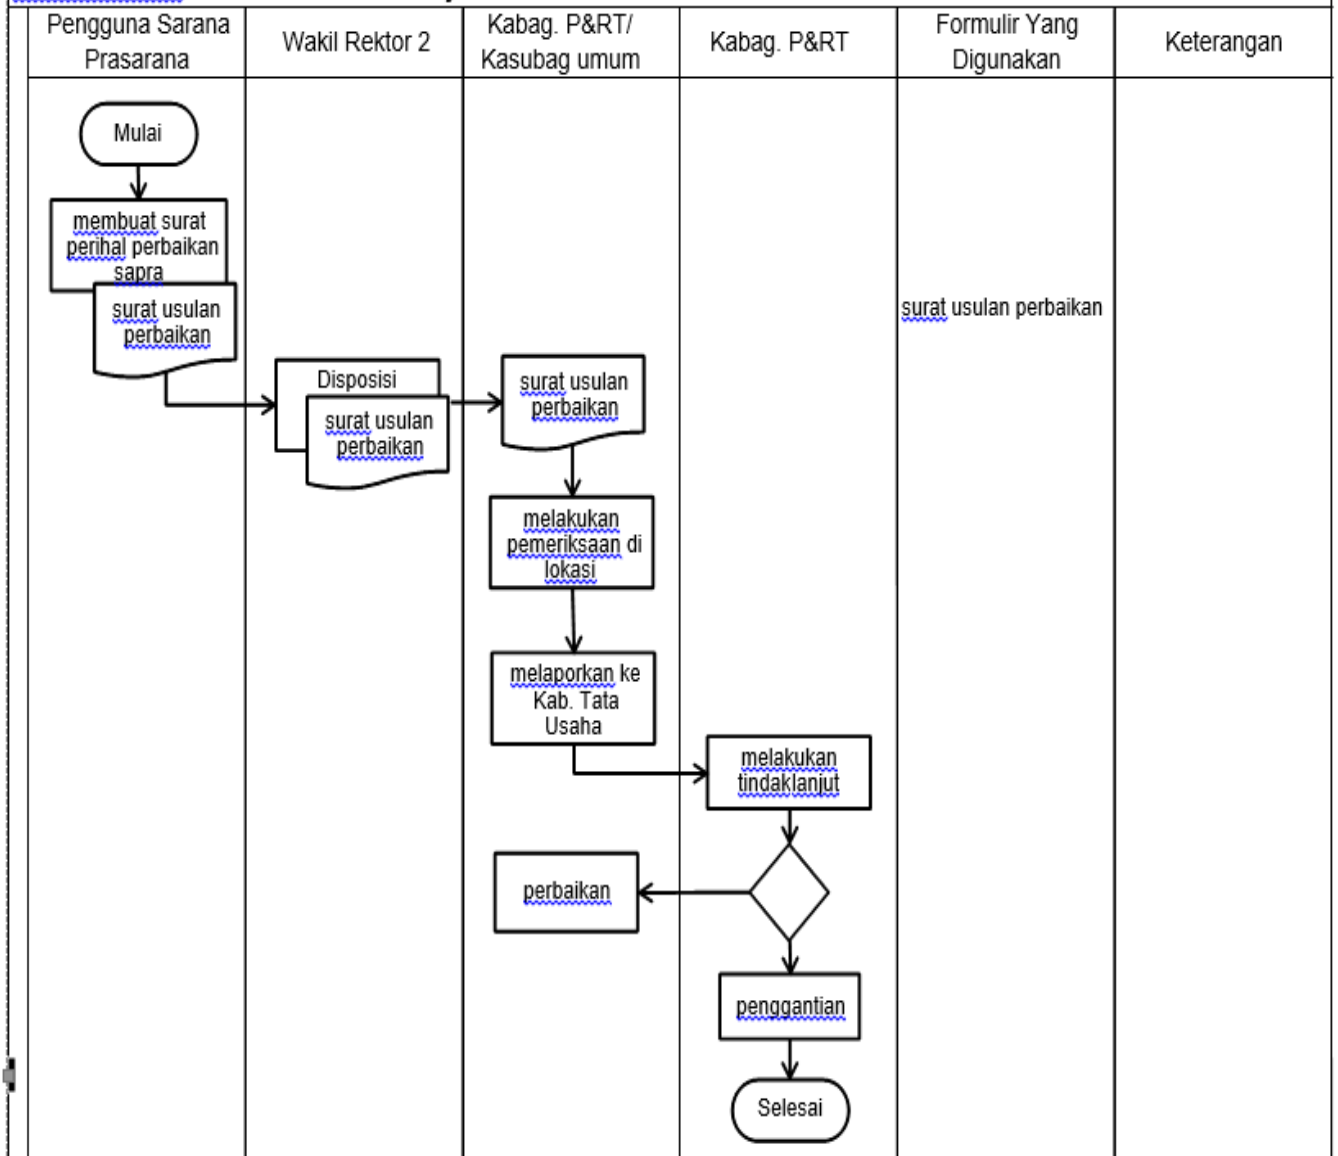 Pengguna Sarana
Prasarana
Wakil Rektor 2
Kabag. P&RT/
Kasubag umum
Kabag. P&RT
Formulir Yang
Digunakan
Keterangan
Mulai
membuat surat
perihal perbaikan
sapra
surat usulan
perbaikan
surat usulan perbaikan
Disposisi
surat usulan
perbaikan
surat usulan
perbaikan
melakukan
pemeriksaan di
lokasi
melaporkan ke
Kab. Tata
Usaha
melakukan
tindaklanjut
perbaikan
penggantian
Selesai